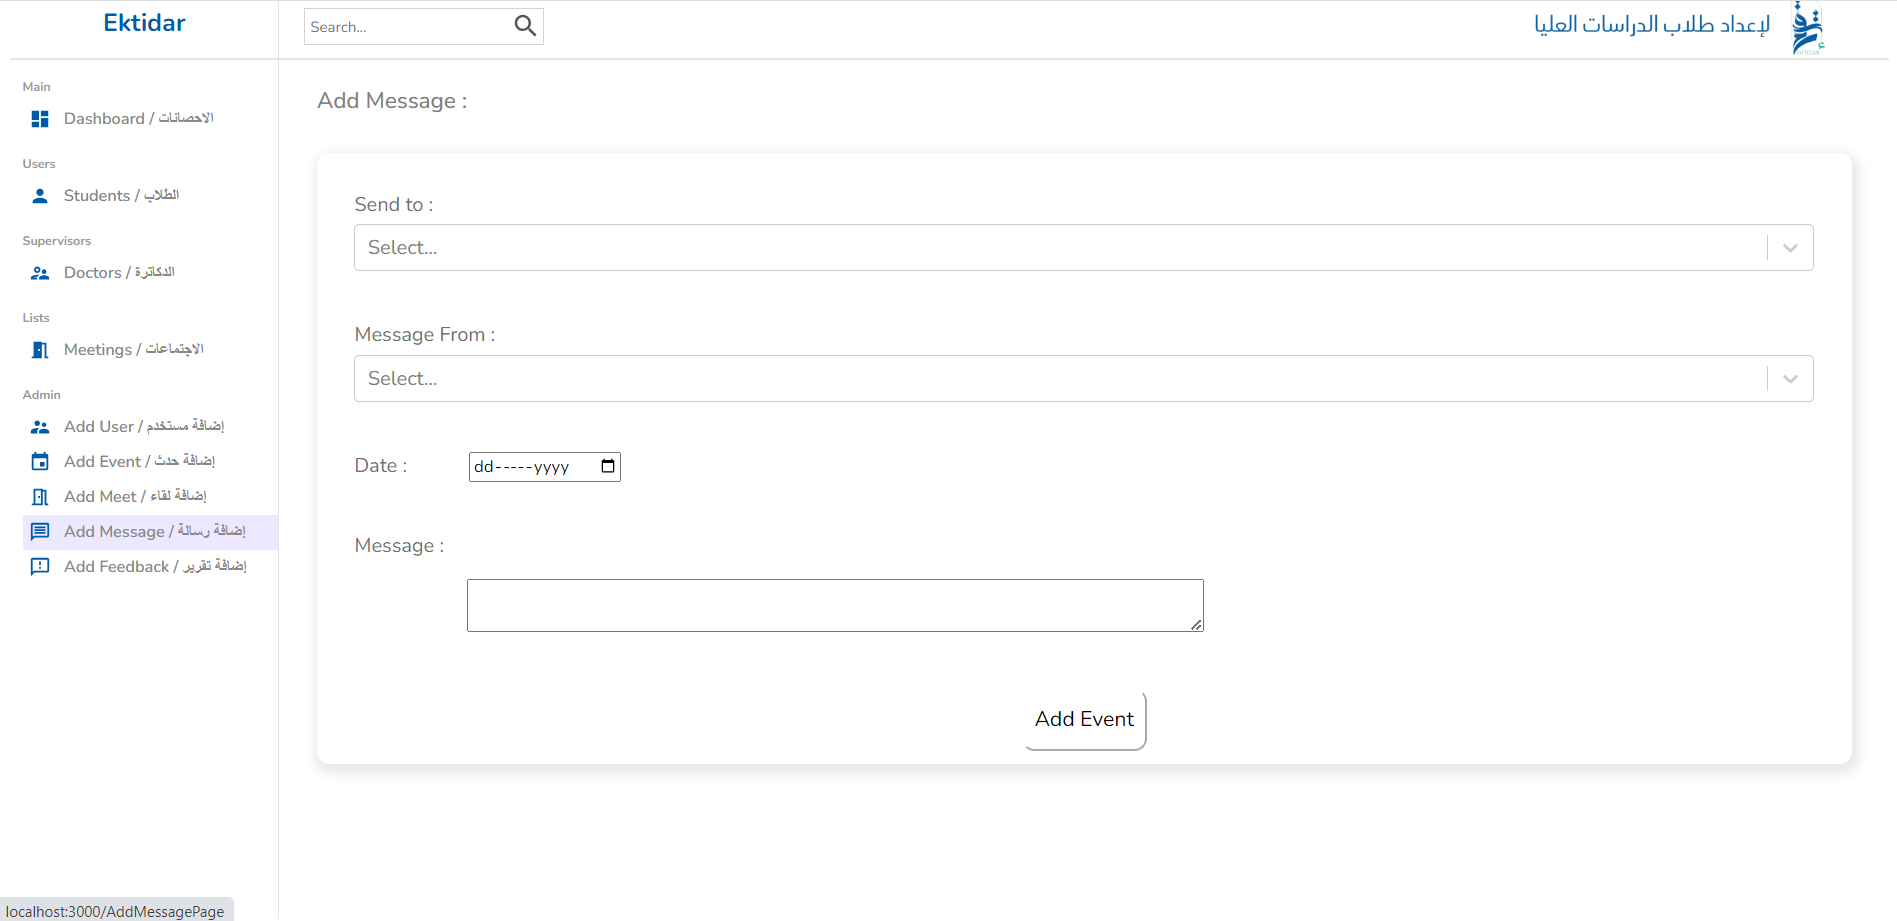 Ektidar
Search...
لإعداد طلاب الدراسات العليا
Main
Dashboard / الاحصائات
Users
Students / الطلاب
Supervisors
Doctors / الدكاترة
Lists
Meetings / الاجتماعات
Admin
Add User / إضافة مستخدم
Add Event / إضافة حدث
Add Meet / إضافة لقاء
Add Message / إضافة رسالة
Add Feedback / إضافة تقرير
Add Message :
Send to :
Select...
Message From :
Select...
Date :
dd-----yyyy
Message :
Add Event
localhost:3000/AddMessagePage